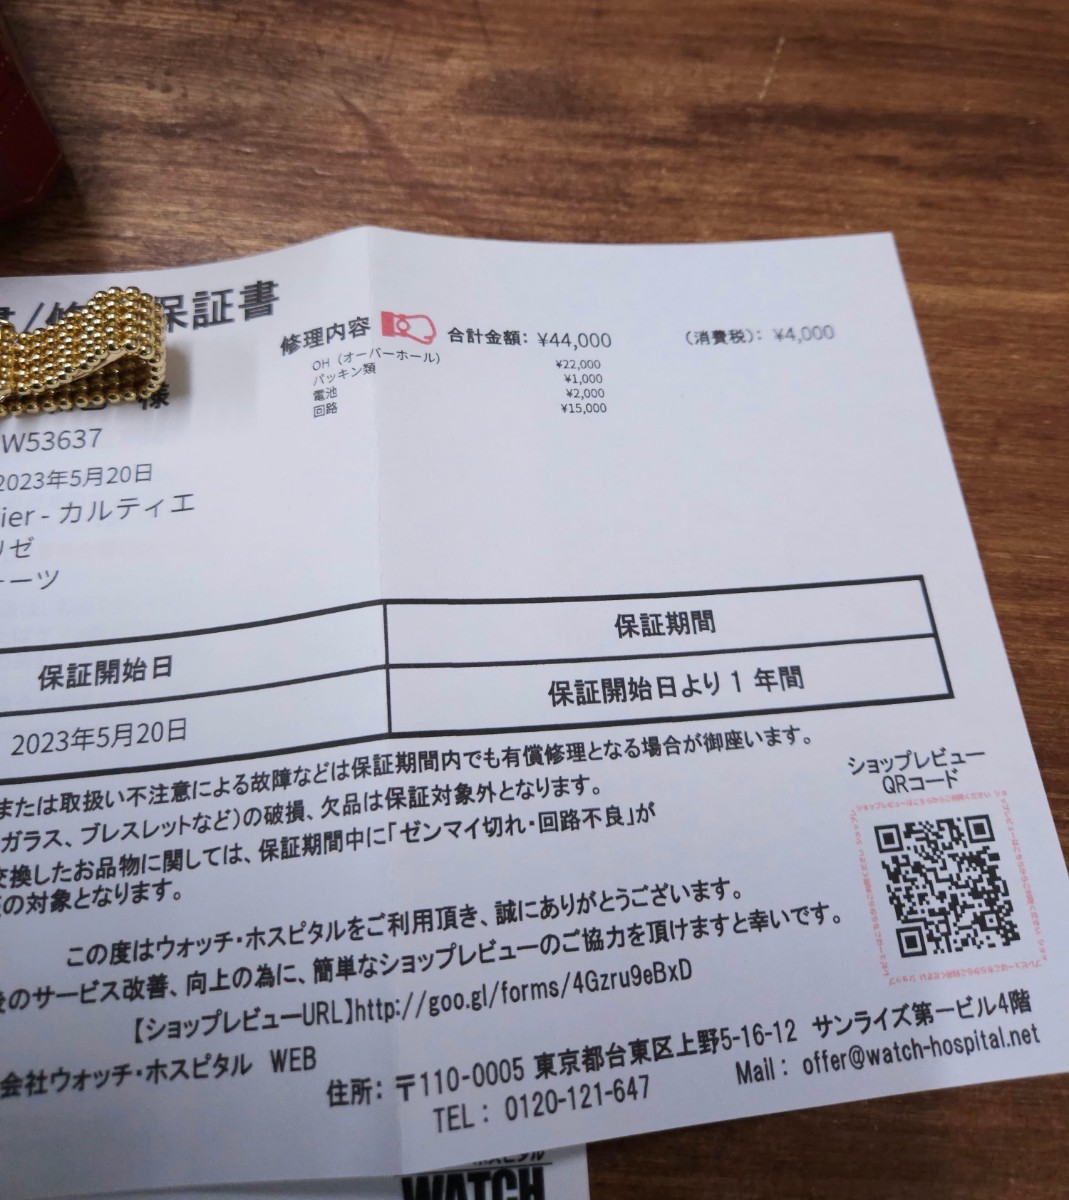 保証書
修理内容 合計金額: ¥44,000 (消費税): ¥4,000
OH (オーバーホール) ¥22,000
パッキン類 ¥1,000
電池 ¥2,000
回路 ¥15,000
様
W53637
2023年5月20日
ier - カルティエ
リゼ
ーツ
保証開始日 保証期間
2023年5月20日 保証開始日より 1 年間
または取扱い不注意による故障などは保証期間内でも有償修理となる場合が御座います。
ガラス、ブレスレットなど)の破損、欠品は保証対象外となります。
交換したお品物に関しては、保証期間中に「ゼンマイ切れ・回路不良」が
の対象となります。
ショップレビュー
QRコード
この度はウォッチ・ホスピタルをご利用頂き、誠にありがとうございます。
後のサービス改善、向上の為に、簡単なショップレビューのご協力を頂けますと幸いです。
【ショップレビューURL】http://goo.gl/forms/4Gzru9eBxD
会社ウォッチ・ホスピタル WEB
住所: 〒110-0005 東京都台東区上野5-16-12 サンライズ第一ビル4階
TEL : 0120-121-647 Mail : offer@watch-hospital.net
WATCH